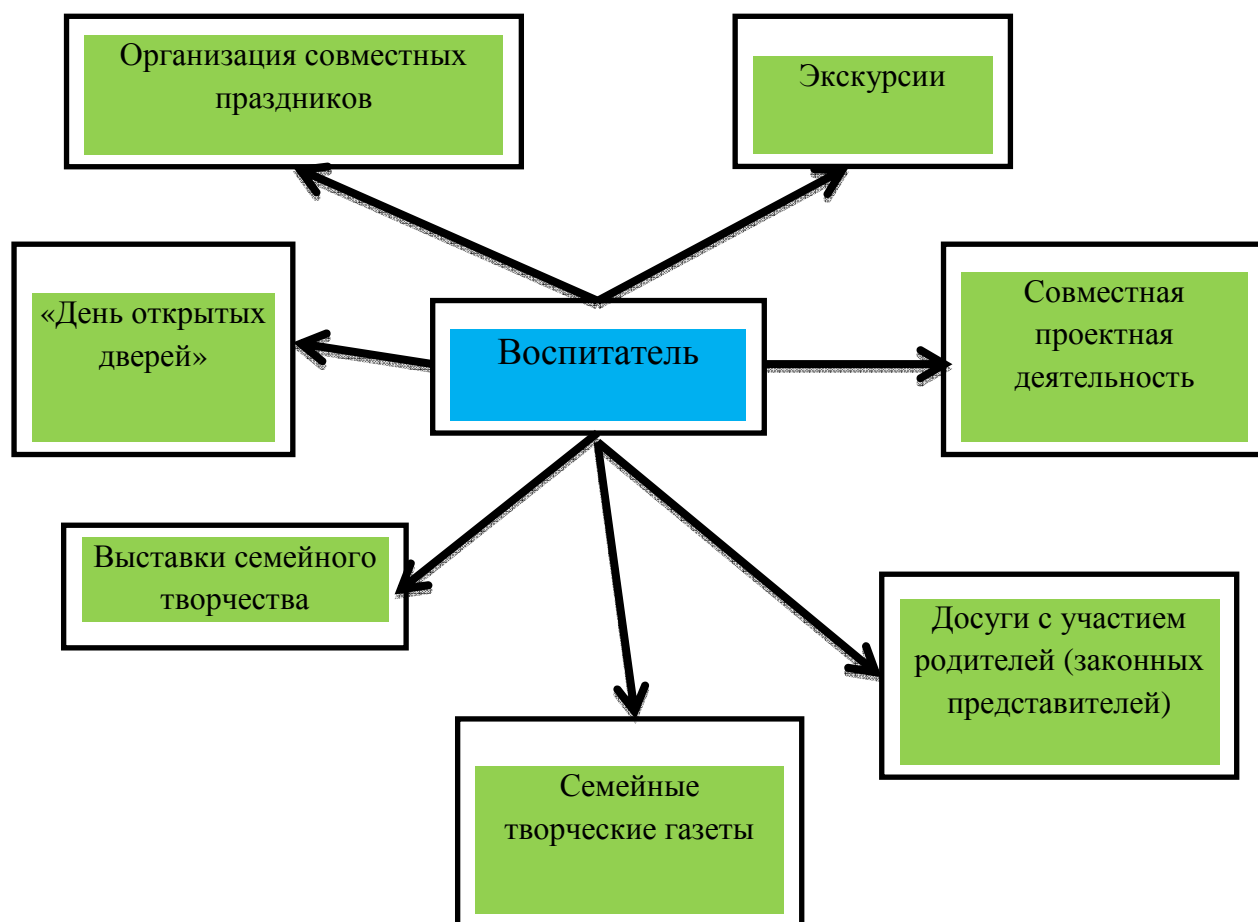 Организация совместных
праздников
Экскурсии
«День открытых
дверей»
Воспитатель
Совместная
проектная
деятельность
Выставки семейного
творчества
Досуги с участием
родителей (законных
представителей)
Семейные
творческие газеты